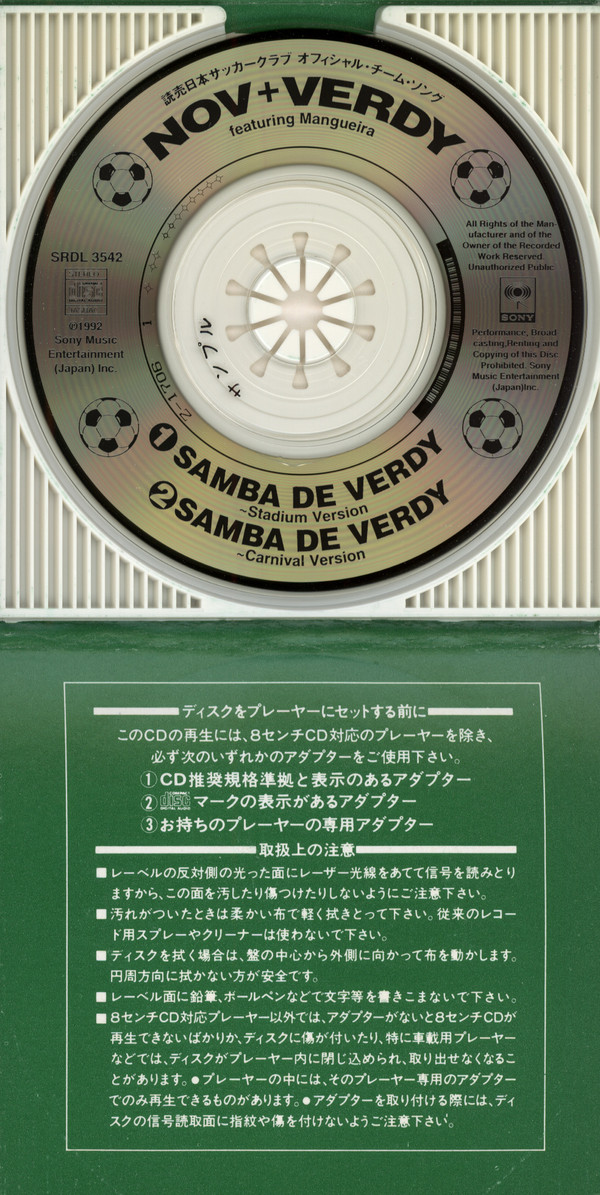 読売日本サッカークラブ オフィシャル・チーム・ソング
NOV+VERDY
featuring Mangueira
SRDL 3542
COMPACT
disc
DIGITAL AUDIO
℗1992
Sony Music
Entertainment
(Japan) Inc.
All Rights of the Man-
ufacturer and of the
Owner of the Recorded
Work Reserved.
Unauthorized Public
SONY
Performance, Broad-
casting,Renting and
Copying of this Disc
Prohibited. Sony
Music Entertainment
(Japan)Inc.
サンプル
2-1706 1
❶SAMBA DE VERDY
~Stadium Version
❷SAMBA DE VERDY
~Carnival Version
ディスクをプレーヤーにセットする前に
このCDの再生には、8センチCD対応のプレーヤーを除き、
必ず次のいずれかのアダプターをご使用下さい。
①CD推奨規格準拠と表示のあるアダプター
②COMPACT disc DIGITAL AUDIO マークの表示があるアダプター
③お持ちのプレーヤーの専用アダプター
取扱上の注意
■レーベルの反対側の光った面にレーザー光線をあてて信号を読みとり
ますから、この面を汚したり傷つけたりしないようにご注意下さい。
■汚れがついたときは柔かい布で軽く拭きとって下さい。従来のレコー
ド用スプレーやクリーナーは使わないで下さい。
■ディスクを拭く場合は、盤の中心から外側に向かって布を動かします。
円周方向に拭かない方が安全です。
■レーベル面に鉛筆、ボールペンなどで文字等を書きこまないで下さい。
■8センチCD対応プレーヤー以外では、アダプターがないと8センチCDが
再生できないばかりか、ディスクに傷が付いたり、特に車載用プレーヤー
などでは、ディスクがプレーヤー内に閉じ込められ、取り出せなくなるこ
とがあります。●プレーヤーの中には、そのプレーヤー専用のアダプター
でのみ再生できるものがあります。●アダプターを取り付ける際には、ディ
スクの信号読取面に指紋や傷を付けないようご注意下さい。